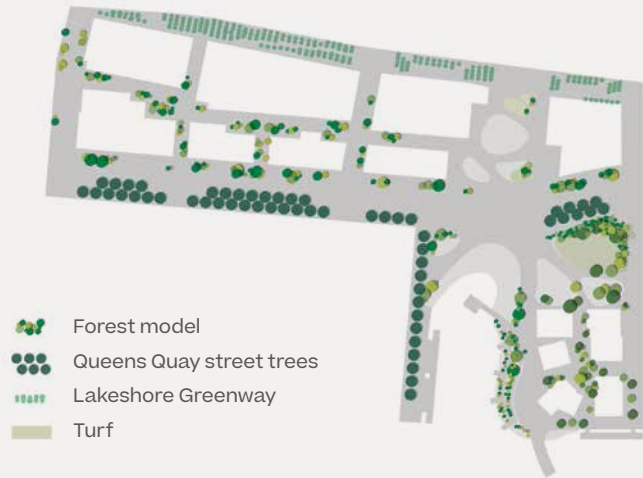 Forest model
Queens Quay street trees
Lakeshore Greenway
Turf